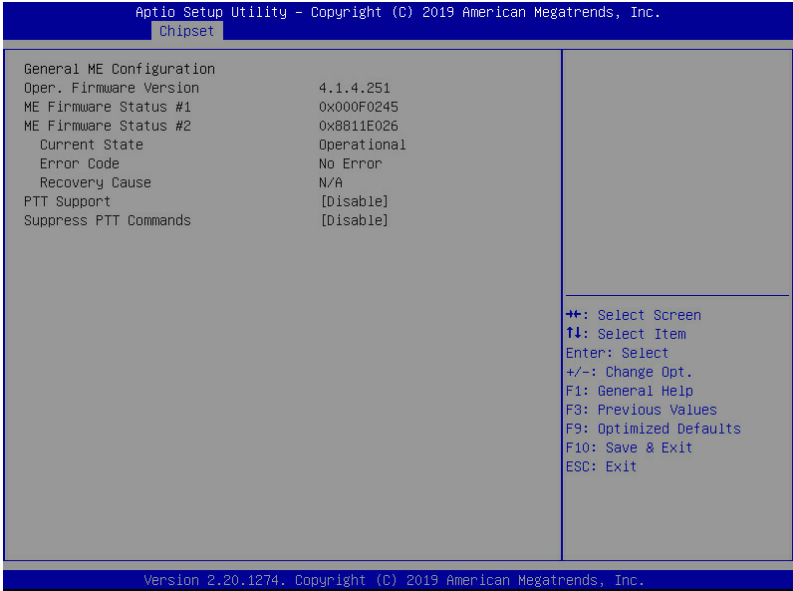 Aptio Setup Utility – Copyright (C) 2019 American Megatrends, Inc.
Chipset
General ME Configuration
Oper. Firmware Version 4.1.4.251
ME Firmware Status #1 0x000F0245
ME Firmware Status #2 0x8811E026
Current State Operational
Error Code No Error
Recovery Cause N/A
PTT Support [Disable]
Suppress PTT Commands [Disable]
→←: Select Screen
↑↓: Select Item
Enter: Select
+/-: Change Opt.
F1: General Help
F3: Previous Values
F9: Optimized Defaults
F10: Save & Exit
ESC: Exit
Version 2.20.1274. Copyright (C) 2019 American Megatrends, Inc.